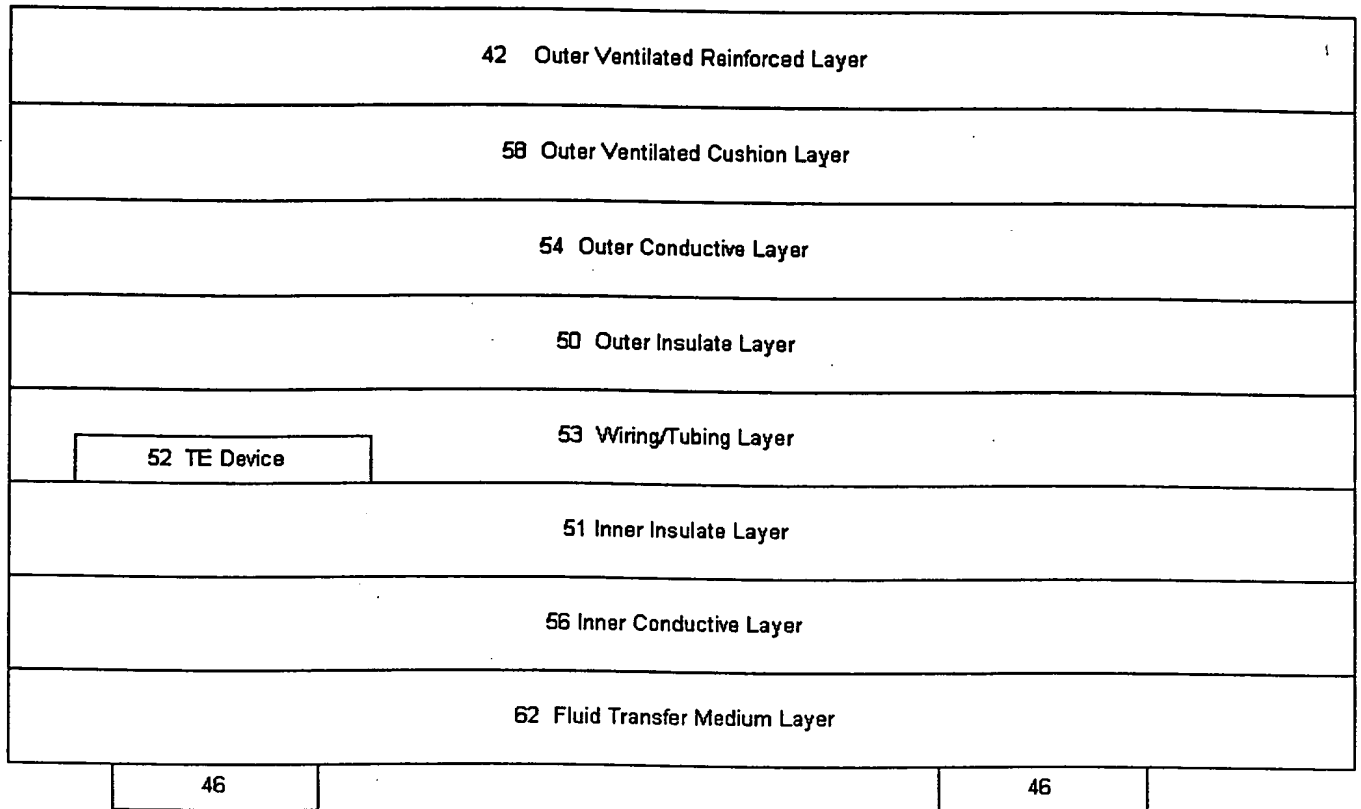 42 Outer Ventilated Reinforced Layer
58 Outer Ventilated Cushion Layer
54 Outer Conductive Layer
50 Outer Insulate Layer
53 Wiring/Tubing Layer
52 TE Device
51 Inner Insulate Layer
56 Inner Conductive Layer
62 Fluid Transfer Medium Layer
46 46